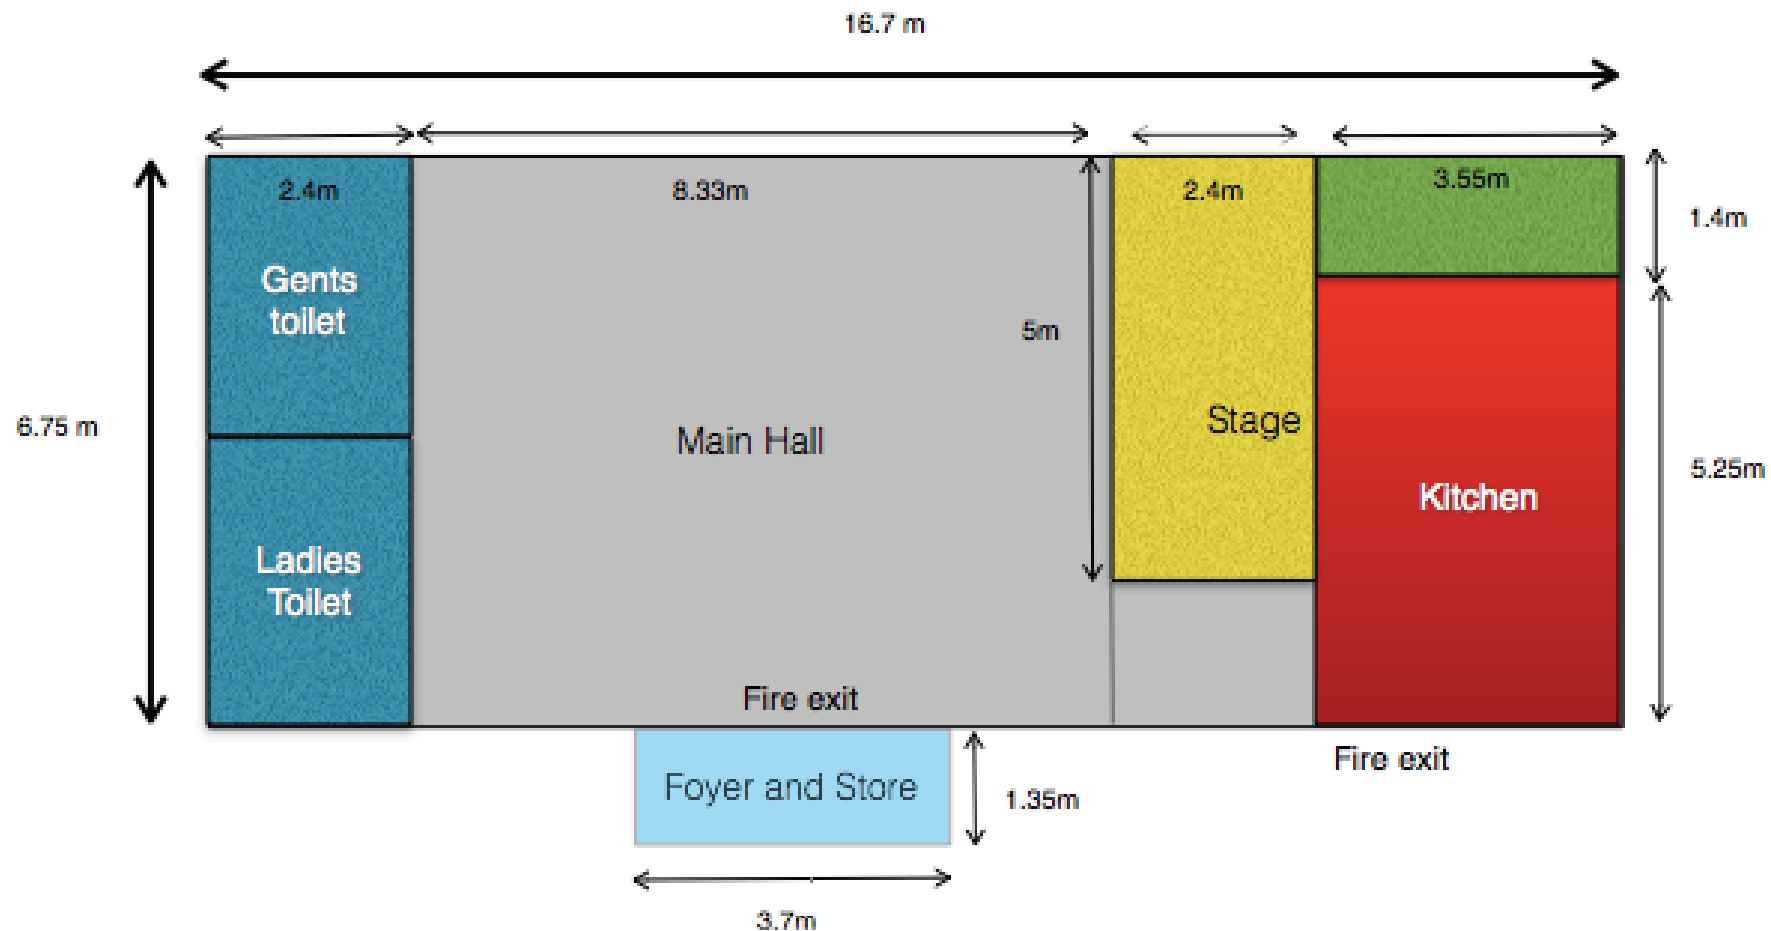 16.7 m
2.4m
8.33m
2.4m
3.55m
1.4m
Gents
toilet
5m
Main Hall
Stage
6.75 m
5.25m
Kitchen
Ladies
Toilet
Fire exit
Fire exit
Foyer and Store
1.35m
3.7m